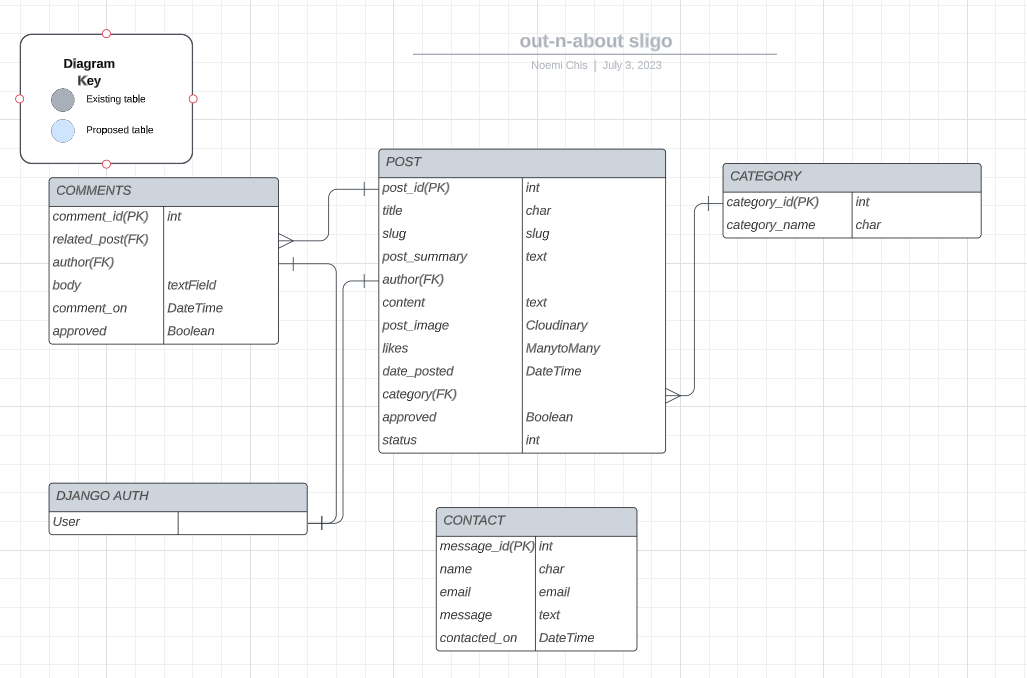 out-n-about sligo
Noemi Chis | July 3, 2023
Diagram
Key
Existing table
Proposed table
COMMENTS
comment_id(PK) int
related_post(FK)
author(FK)
body textField
comment_on DateTime
approved Boolean
POST
post_id(PK) int
title char
slug slug
post_summary text
author(FK)
content text
post_image Cloudinary
likes ManytoMany
date_posted DateTime
category(FK)
approved Boolean
status int
CATEGORY
category_id(PK) int
category_name char
DJANGO AUTH
User
CONTACT
message_id(PK) int
name char
email email
message text
contacted_on DateTime